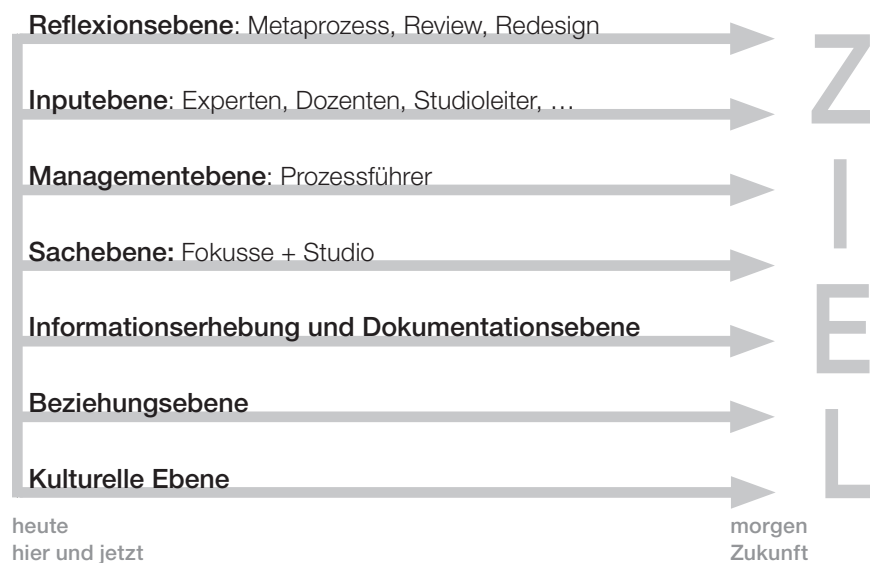 Reflexionsebene: Metaprozess, Review, Redesign
Inputebene: Experten, Dozenten, Studioleiter, …
Managementebene: Prozessführer
Sachebene: Fokusse + Studio
Informationserhebung und Dokumentationsebene
Beziehungsebene
Kulturelle Ebene
ZIEL
heute
hier und jetzt
morgen
Zukunft